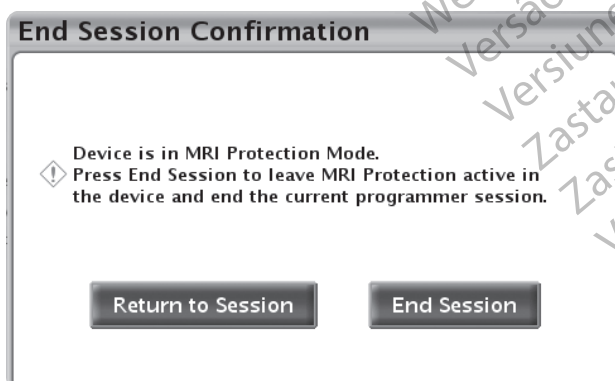 End Session Confirmation
Device is in MRI Protection Mode.
Press End Session to leave MRI Protection active in
the device and end the current programmer session.
Return to Session
End Session